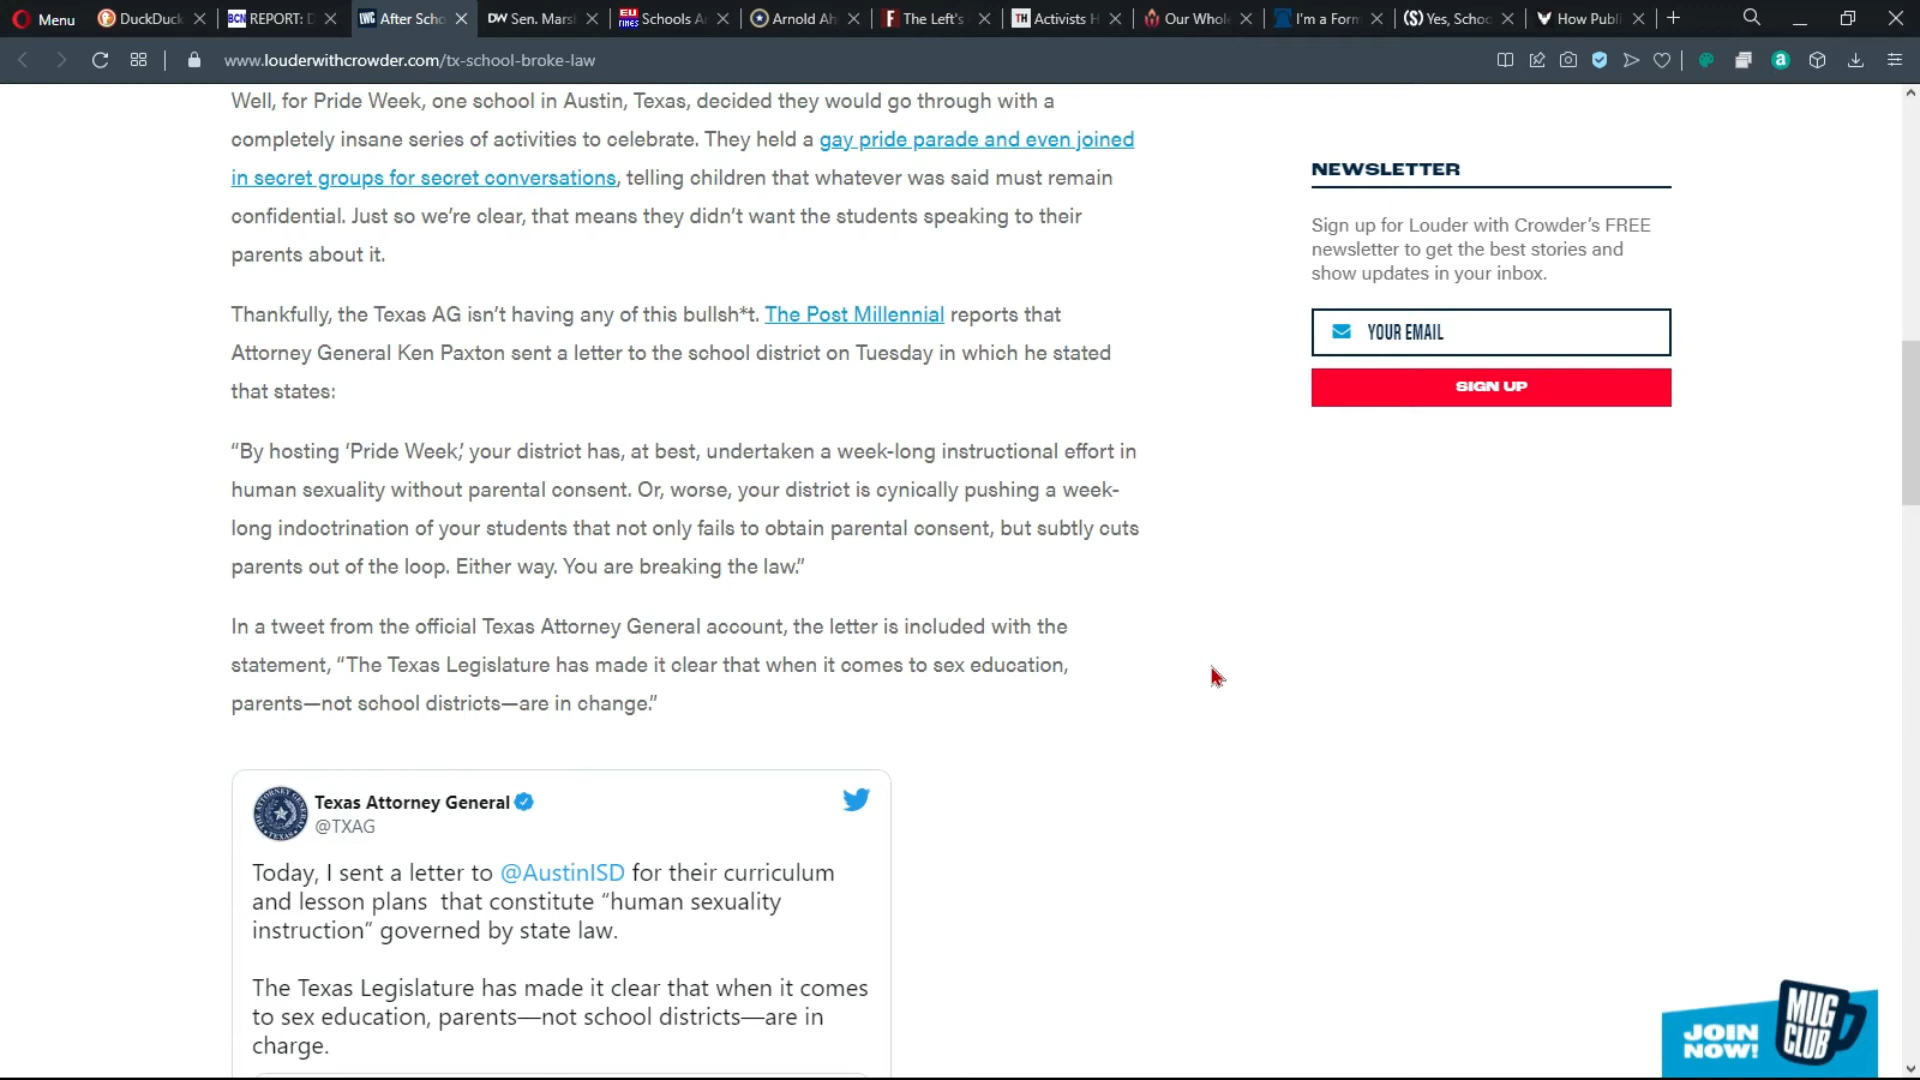 Menu
DuckDuck
BCN REPORT: D
LWC After Scho
DW Sen. Mars
EU TIMES Schools A
Arnold Ah
F The Left's
TH Activists H
Our Whol
I'm a Form
(S) Yes, Schoo
How Publi
www.louderwithcrowder.com/tx-school-broke-law
Well, for Pride Week, one school in Austin, Texas, decided they would go through with a
completely insane series of activities to celebrate. They held a gay pride parade and even joined
in secret groups for secret conversations, telling children that whatever was said must remain
confidential. Just so we're clear, that means they didn't want the students speaking to their
parents about it.
Thankfully, the Texas AG isn't having any of this bullsh*t. The Post Millennial reports that
Attorney General Ken Paxton sent a letter to the school district on Tuesday in which he stated
that states:
“By hosting ‘Pride Week,’ your district has, at best, undertaken a week-long instructional effort in
human sexuality without parental consent. Or, worse, your district is cynically pushing a week-
long indoctrination of your students that not only fails to obtain parental consent, but subtly cuts
parents out of the loop. Either way. You are breaking the law.”
In a tweet from the official Texas Attorney General account, the letter is included with the
statement, “The Texas Legislature has made it clear that when it comes to sex education,
parents—not school districts—are in change.”
Texas Attorney General
@TXAG
Today, I sent a letter to @AustinISD for their curriculum
and lesson plans that constitute “human sexuality
instruction” governed by state law.
The Texas Legislature has made it clear that when it comes
to sex education, parents—not school districts—are in
charge.
NEWSLETTER
Sign up for Louder with Crowder's FREE
newsletter to get the best stories and
show updates in your inbox.
YOUR EMAIL
SIGN UP
JOIN
NOW!
MUG
CLUB